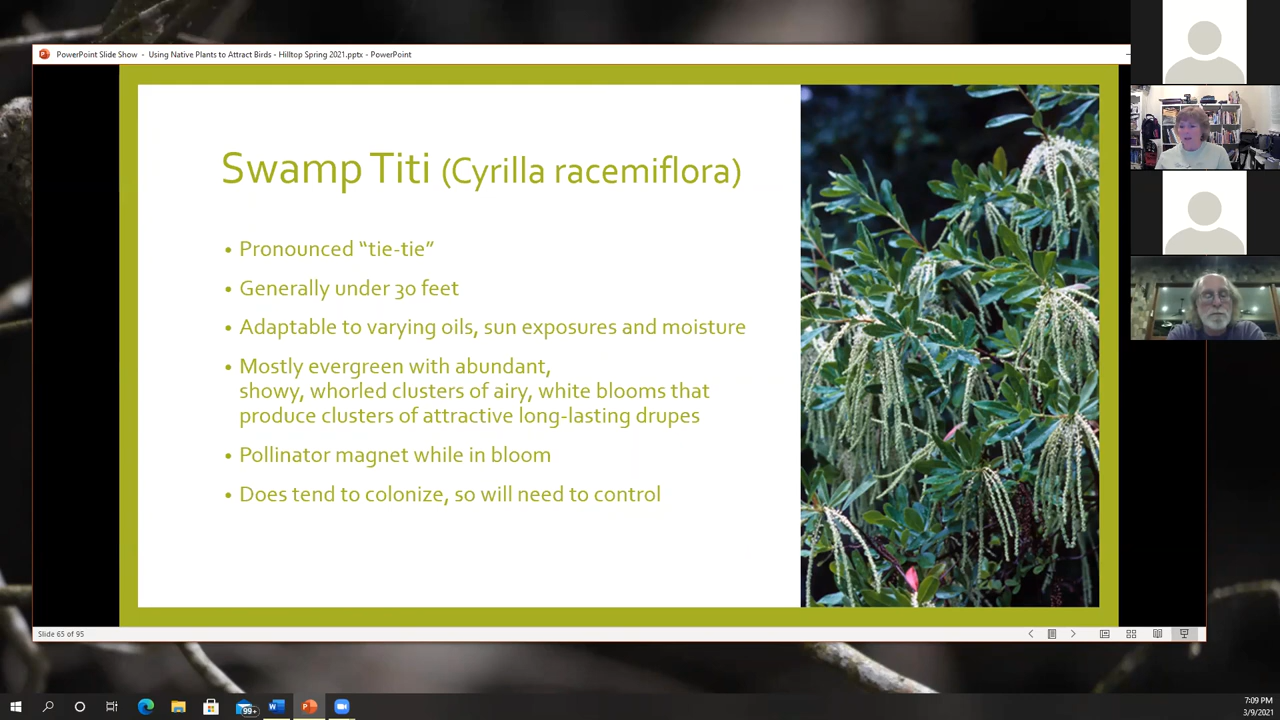 PowerPoint Slide Show - Using Native Plants to Attract Birds - Hilltop Spring 2021.pptx - PowerPoint
Swamp Titi (Cyrilla racemiflora)
• Pronounced “tie-tie”
• Generally under 30 feet
• Adaptable to varying oils, sun exposures and moisture
• Mostly evergreen with abundant,
showy, whorled clusters of airy, white blooms that
produce clusters of attractive long-lasting drupes
• Pollinator magnet while in bloom
• Does tend to colonize, so will need to control
Slide 65 of 95
99+
7:09 PM
3/9/2021